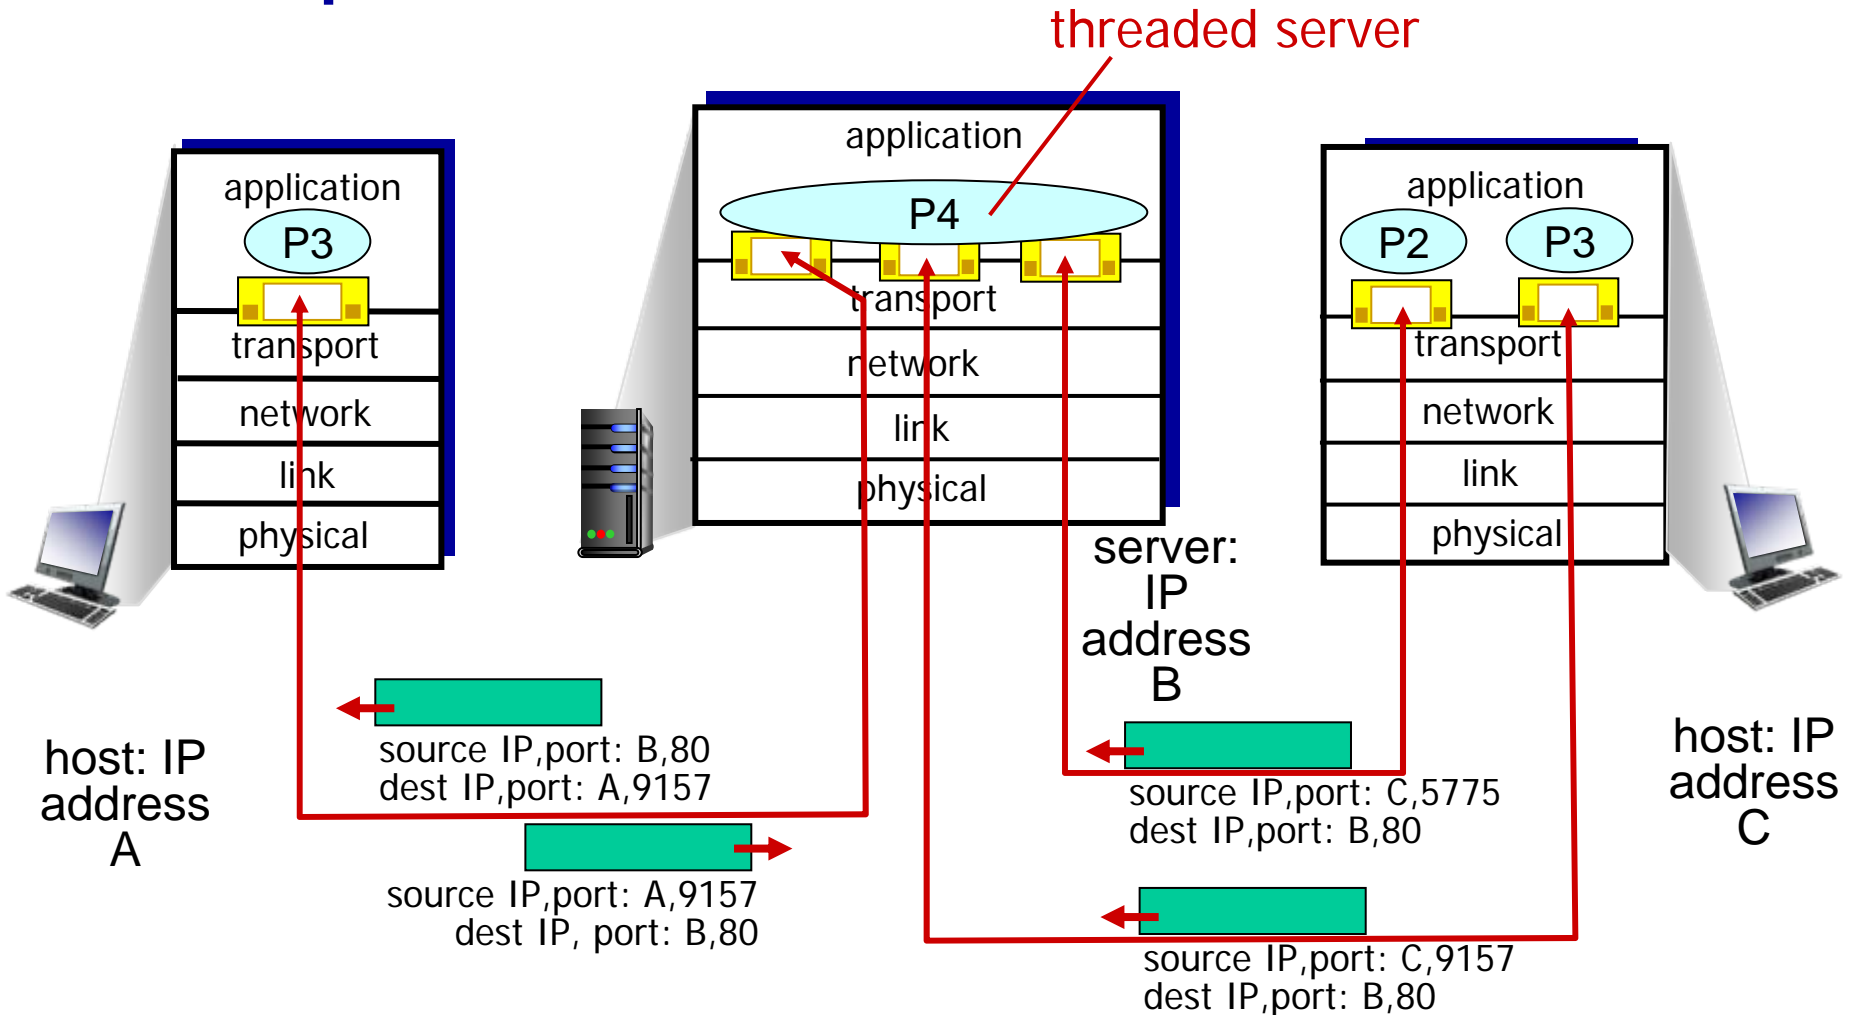 threaded server
application
P3
transport
network
link
physical
application
P4
transport
network
link
physical
application
P2
P3
transport
network
link
physical
server:
IP
address
B
host: IP
address
A
source IP,port: B,80
dest IP,port: A,9157
source IP,port: A,9157
dest IP, port: B,80
source IP,port: C,5775
dest IP,port: B,80
source IP,port: C,9157
dest IP,port: B,80
host: IP
address
C